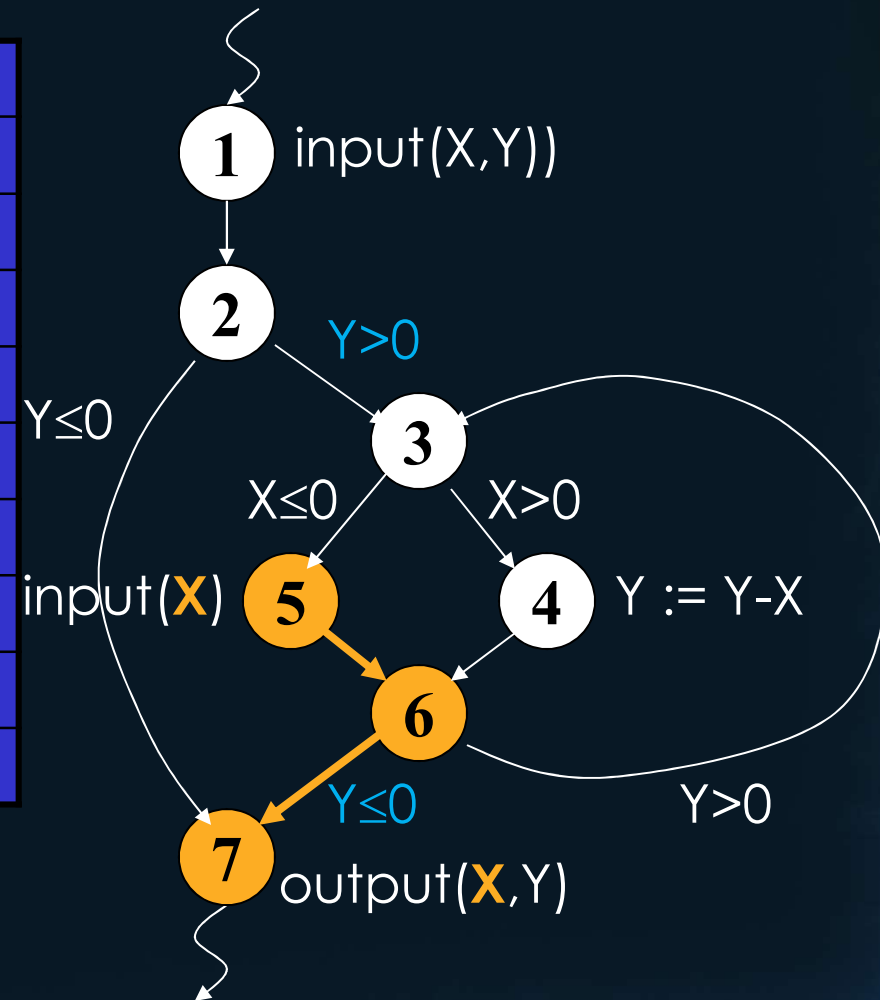 1 input(X,Y))
2
Y>0
Y≤0
3
X≤0 X>0
input(X) 5 4 Y := Y-X
6
Y≤0 Y>0
7
output(X,Y)